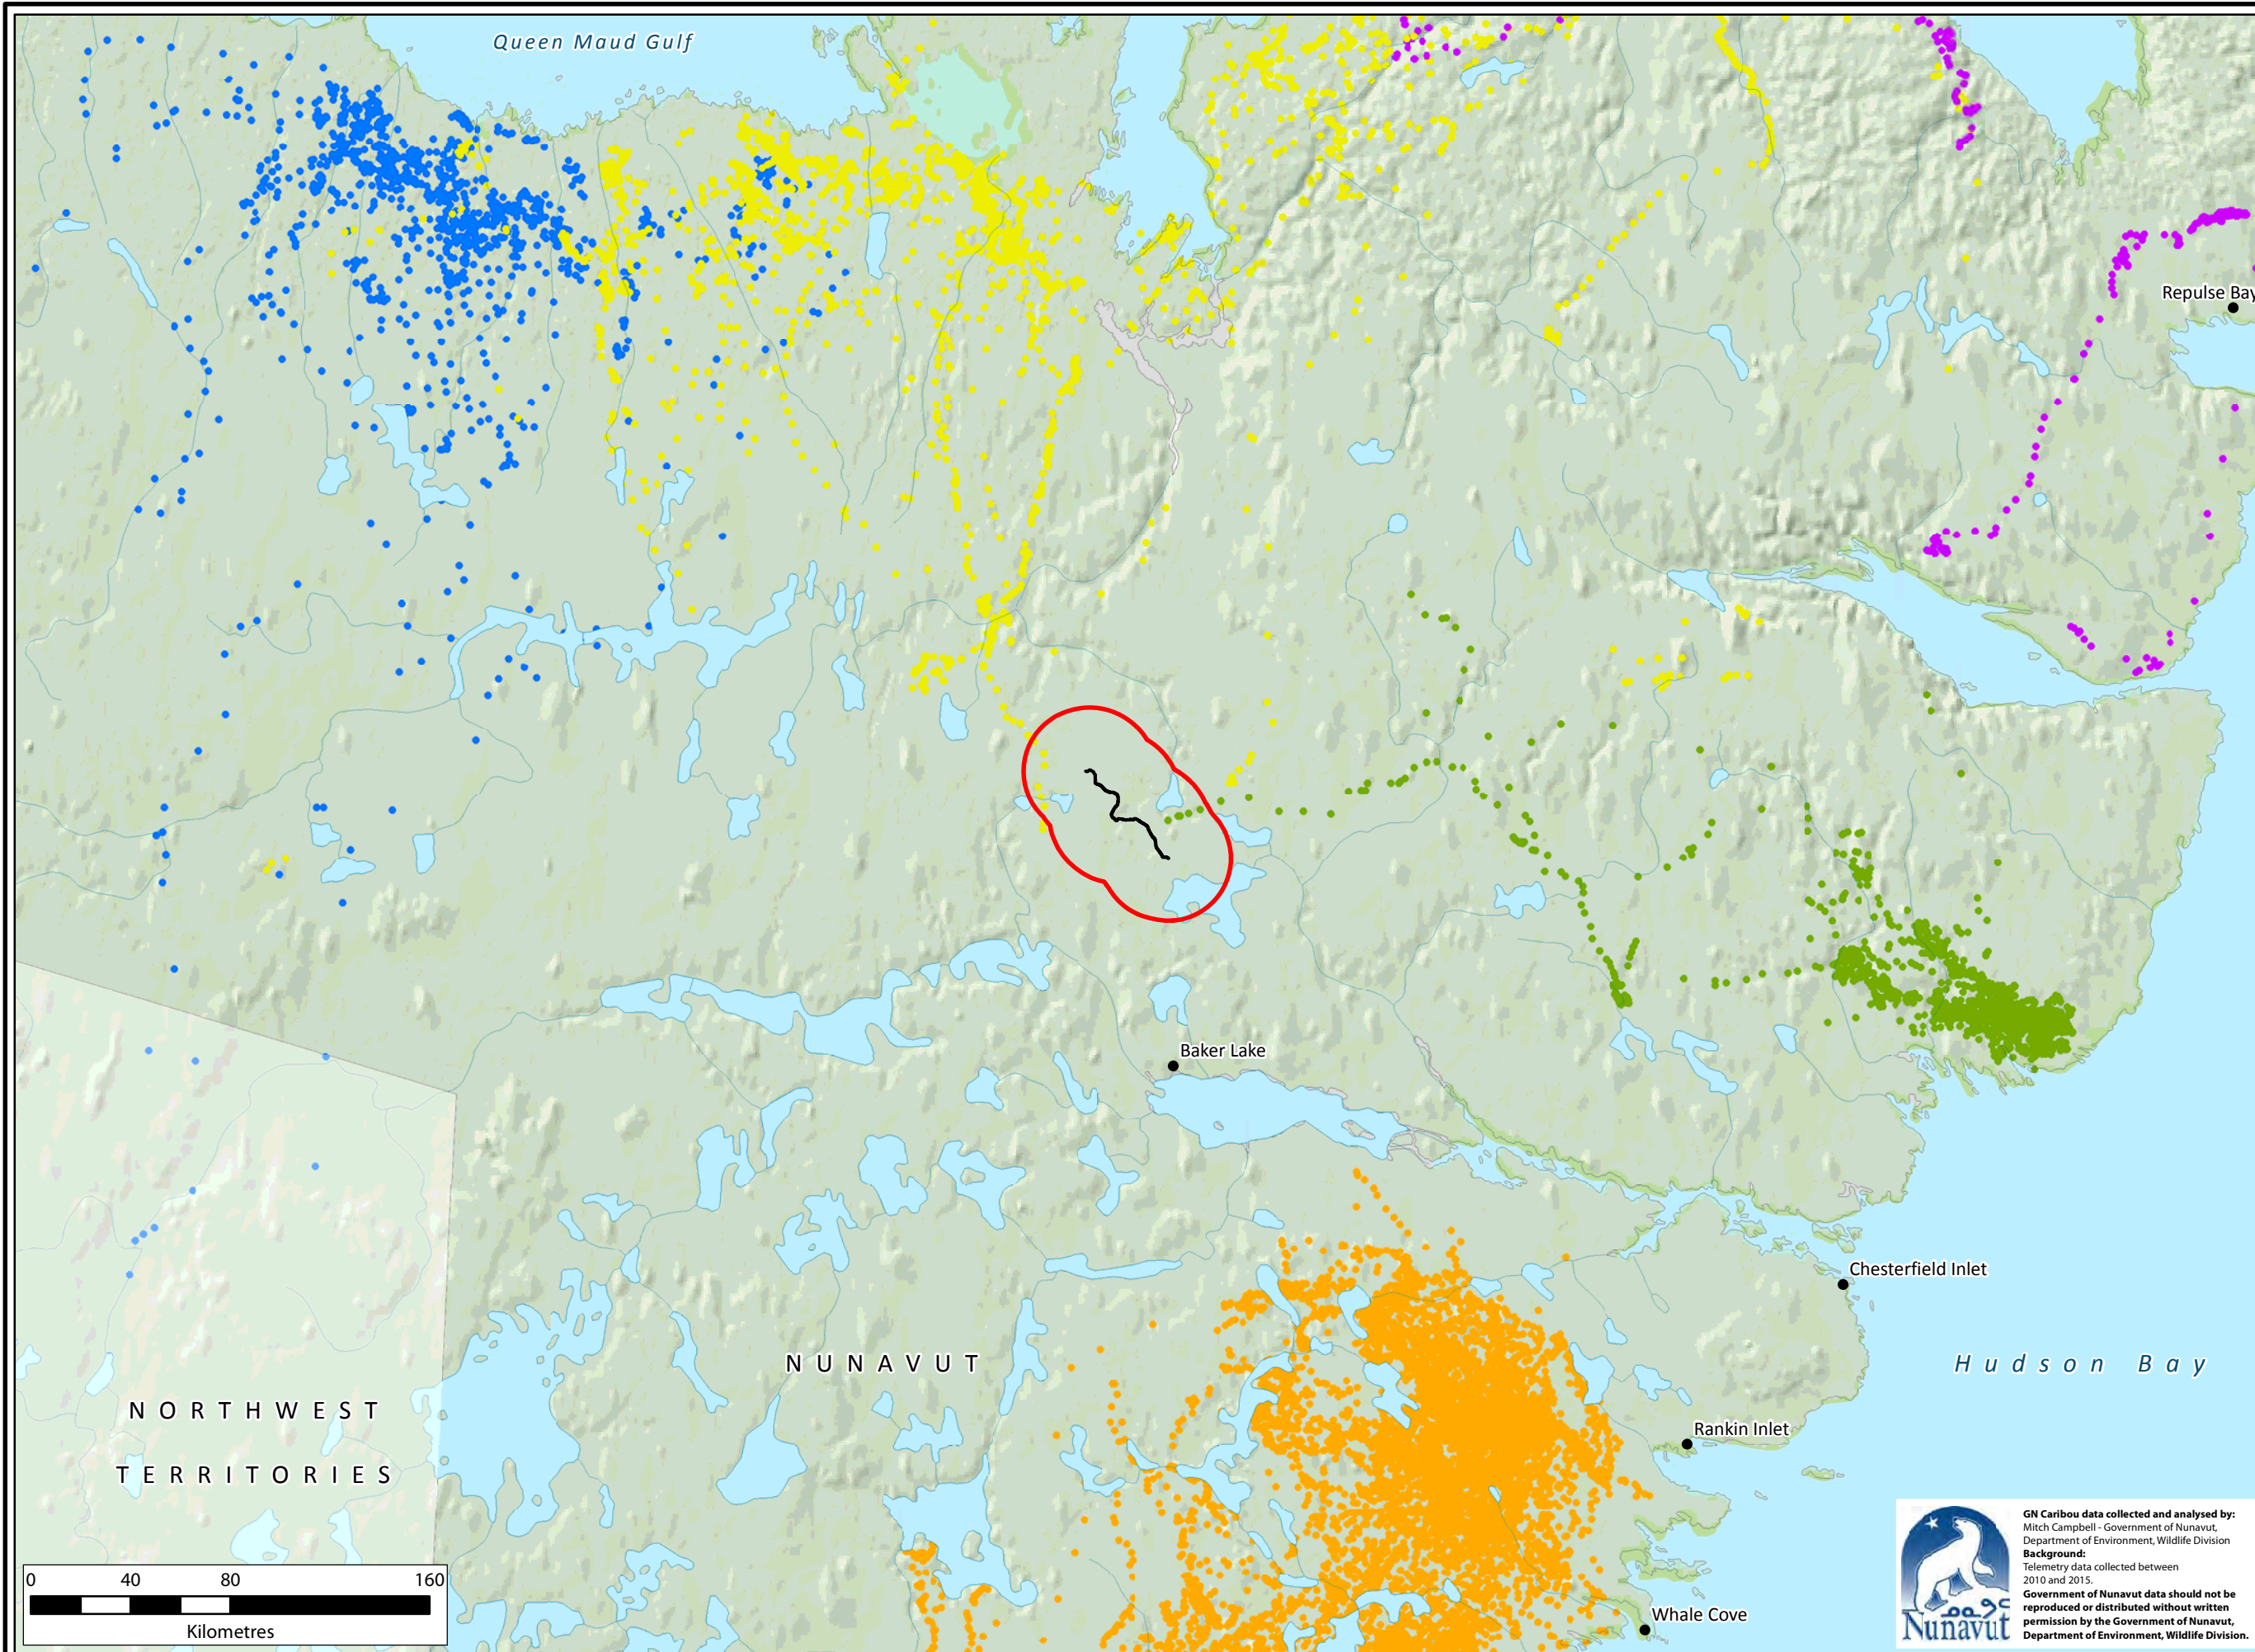 Queen Maud Gulf
Repulse Bay
Baker Lake
Chesterfield Inlet
NUNAVUT
Hudson Bay
NORTHWEST
TERRITORIES
Rankin Inlet
Whale Cove
0 40 80 160
Kilometres
Nunavut
ᓄᓇᕗᑦ
GN Caribou data collected and analysed by:
Mitch Campbell - Government of Nunavut,
Department of Environment, Wildlife Division
Background:
Telemetry data collected between
2010 and 2015.
Government of Nunavut data should not be
reproduced or distributed without written
permission by the Government of Nunavut,
Department of Environment, Wildlife Division.